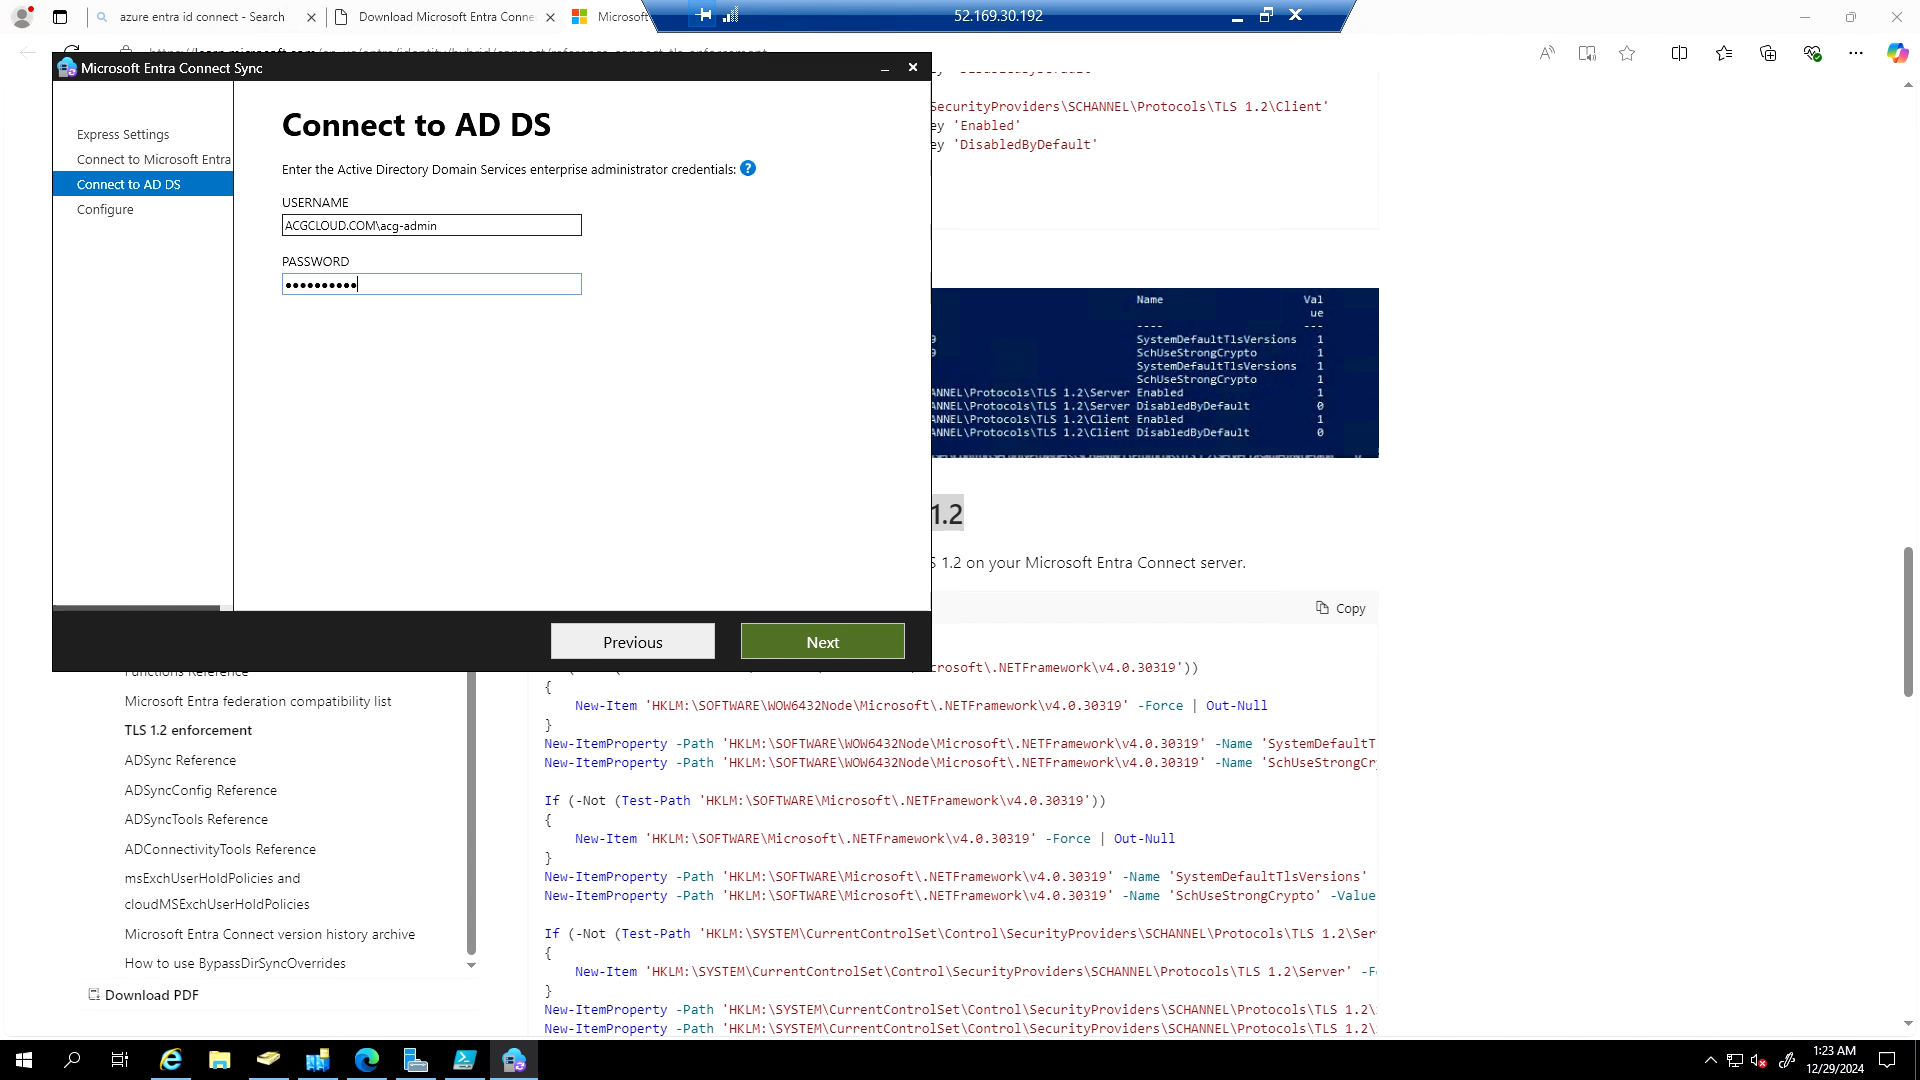 azure entra id connect - Search
Download Microsoft Entra Conne
Microsoft
52.169.30.192
Microsoft Entra Connect Sync
Express Settings
Connect to Microsoft Entra
Connect to AD DS
Configure
Connect to AD DS
Enter the Active Directory Domain Services enterprise administrator credentials: ?
USERNAME
ACGCLOUD.COM\acg-admin
PASSWORD
●●●●●●●●●●
Previous
Next
SecurityProviders\SCHANNEL\Protocols\TLS 1.2\Client'
ey 'Enabled'
ey 'DisabledByDefault'
Name Val
ue
---- ---
SystemDefaultTlsVersions 1
SchUseStrongCrypto 1
SystemDefaultTlsVersions 1
SchUseStrongCrypto 1
ANNEL\Protocols\TLS 1.2\Server Enabled 1
ANNEL\Protocols\TLS 1.2\Server DisabledByDefault 0
ANNEL\Protocols\TLS 1.2\Client Enabled 1
ANNEL\Protocols\TLS 1.2\Client DisabledByDefault 0
1.2
S 1.2 on your Microsoft Entra Connect server.
Copy
Functions Reference
Microsoft Entra federation compatibility list
TLS 1.2 enforcement
ADSync Reference
ADSyncConfig Reference
ADSyncTools Reference
ADConnectivityTools Reference
msExchUserHoldPolicies and
cloudMSExchUserHoldPolicies
Microsoft Entra Connect version history archive
How to use BypassDirSyncOverrides
Download PDF
crosoft\.NETFramework\v4.0.30319'))
{
New-Item 'HKLM:\SOFTWARE\WOW6432Node\Microsoft\.NETFramework\v4.0.30319' -Force | Out-Null
}
New-ItemProperty -Path 'HKLM:\SOFTWARE\WOW6432Node\Microsoft\.NETFramework\v4.0.30319' -Name 'SystemDefaultT
New-ItemProperty -Path 'HKLM:\SOFTWARE\WOW6432Node\Microsoft\.NETFramework\v4.0.30319' -Name 'SchUseStrongCry
If (-Not (Test-Path 'HKLM:\SOFTWARE\Microsoft\.NETFramework\v4.0.30319'))
{
New-Item 'HKLM:\SOFTWARE\Microsoft\.NETFramework\v4.0.30319' -Force | Out-Null
}
New-ItemProperty -Path 'HKLM:\SOFTWARE\Microsoft\.NETFramework\v4.0.30319' -Name 'SystemDefaultTlsVersions'
New-ItemProperty -Path 'HKLM:\SOFTWARE\Microsoft\.NETFramework\v4.0.30319' -Name 'SchUseStrongCrypto' -Value
If (-Not (Test-Path 'HKLM:\SYSTEM\CurrentControlSet\Control\SecurityProviders\SCHANNEL\Protocols\TLS 1.2\Ser
{
New-Item 'HKLM:\SYSTEM\CurrentControlSet\Control\SecurityProviders\SCHANNEL\Protocols\TLS 1.2\Server' -Fo
}
New-ItemProperty -Path 'HKLM:\SYSTEM\CurrentControlSet\Control\SecurityProviders\SCHANNEL\Protocols\TLS 1.2\
New-ItemProperty -Path 'HKLM:\SYSTEM\CurrentControlSet\Control\SecurityProviders\SCHANNEL\Protocols\TLS 1.2\
1:23 AM
12/29/2024